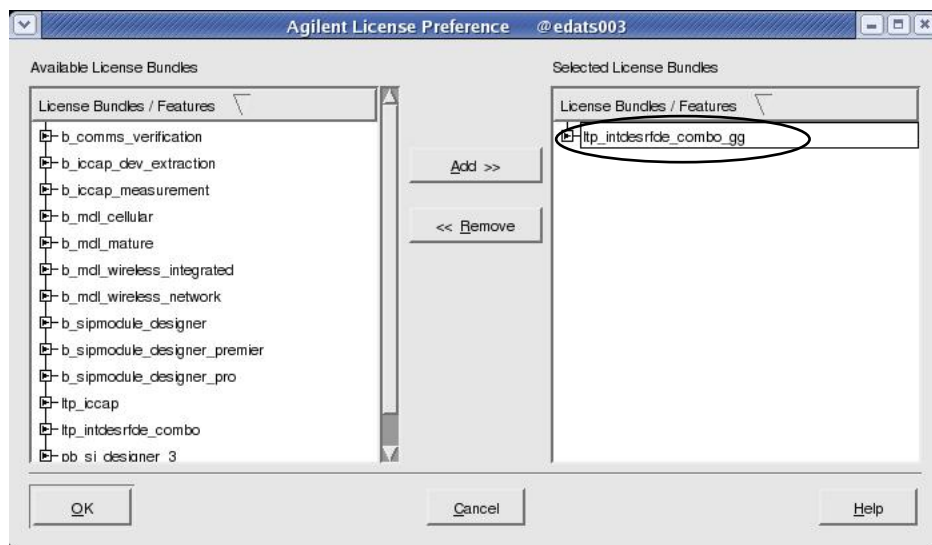 Agilent License Preference @edats003
Available License Bundles
License Bundles / Features
b_comms_verification
b_iccap_dev_extraction
b_iccap_measurement
b_mdl_cellular
b_mdl_mature
b_mdl_wireless_integrated
b_mdl_wireless_network
b_sipmodule_designer
b_sipmodule_designer_premier
b_sipmodule_designer_pro
ltp_iccap
ltp_intdesrfde_combo
pb_si_designer_3
Add >>
<< Remove
Selected License Bundles
License Bundles / Features
ltp_intdesrfde_combo_gg
OK
Cancel
Help